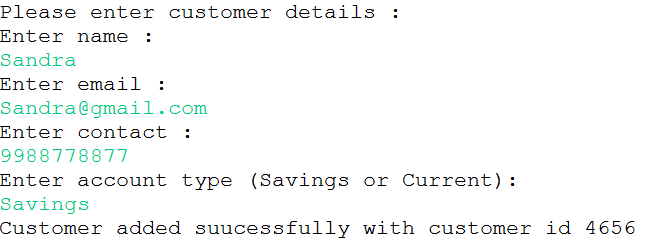 Please enter customer details :
Enter name :
Sandra
Enter email :
Sandra@gmail.com
Enter contact :
9988778877
Enter account type (Savings or Current):
Savings
Customer added suucessfully with customer id 4656